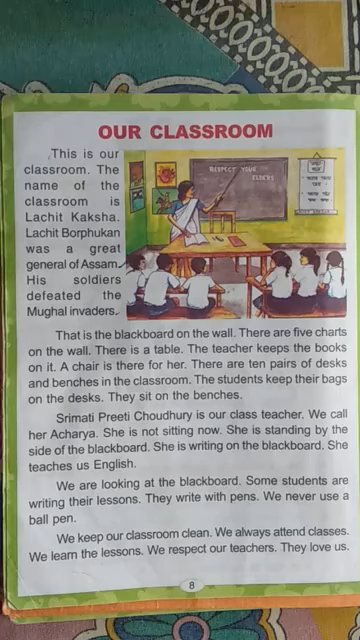 OUR CLASSROOM
This is our
classroom. The
name of the
classroom is
Lachit Kaksha.
Lachit Borphukan
was a great
general of Assam.
His soldiers
defeated the
Mughal invaders.
RESPECT YOUR
ELDERS
That is the blackboard on the wall. There are five charts
on the wall. There is a table. The teacher keeps the books
on it. A chair is there for her. There are ten pairs of desks
and benches in the classroom. The students keep their bags
on the desks. They sit on the benches.
Srimati Preeti Choudhury is our class teacher. We call
her Acharya. She is not sitting now. She is standing by the
side of the blackboard. She is writing on the blackboard. She
teaches us English.
We are looking at the blackboard. Some students are
writing their lessons. They write with pens. We never use a
ball pen.
We keep our classroom clean. We always attend classes.
We learn the lessons. We respect our teachers. They love us.
8